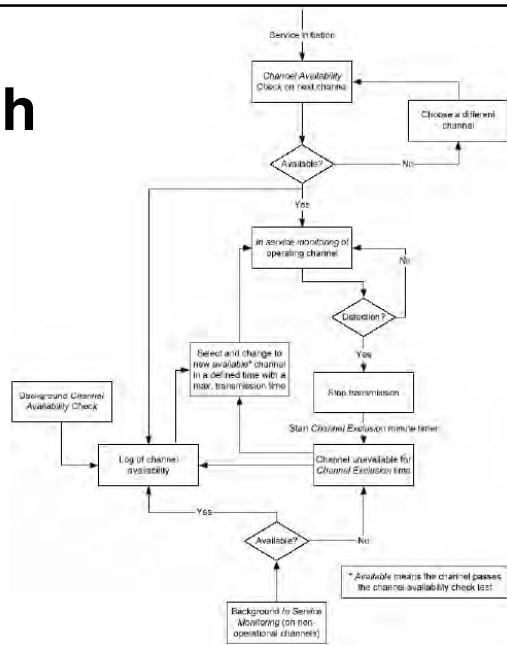 h
Service Initiation
Channel Availability
Check on next channel
Choose a different
channel
Available?
No
Yes
In service monitoring of
operating channel
No
Detection?
Yes
Select and change to
new available* channel
in a defined time with a
max. transmission time
Stop transmission
Background Channel
Availability Check
Start Channel Exclusion minute timer
Log of channel
availability
Channel unavailable for
Channel Exclusion time
Yes
Available?
No
* Available means the channel passes
the channel availability check test
Background In Service
Monitoring (on non-
operational channels)